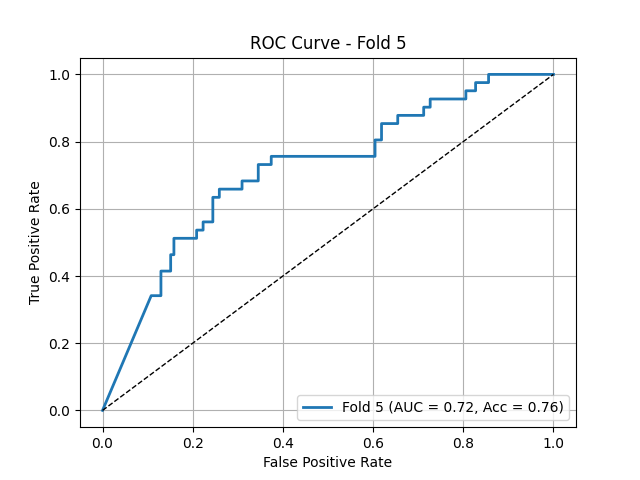 ROC Curve - Fold 5
True Positive Rate
1.0
0.8
0.6
0.4
0.2
0.0
Fold 5 (AUC = 0.72, Acc = 0.76)
0.0 0.2 0.4 0.6 0.8 1.0
False Positive Rate